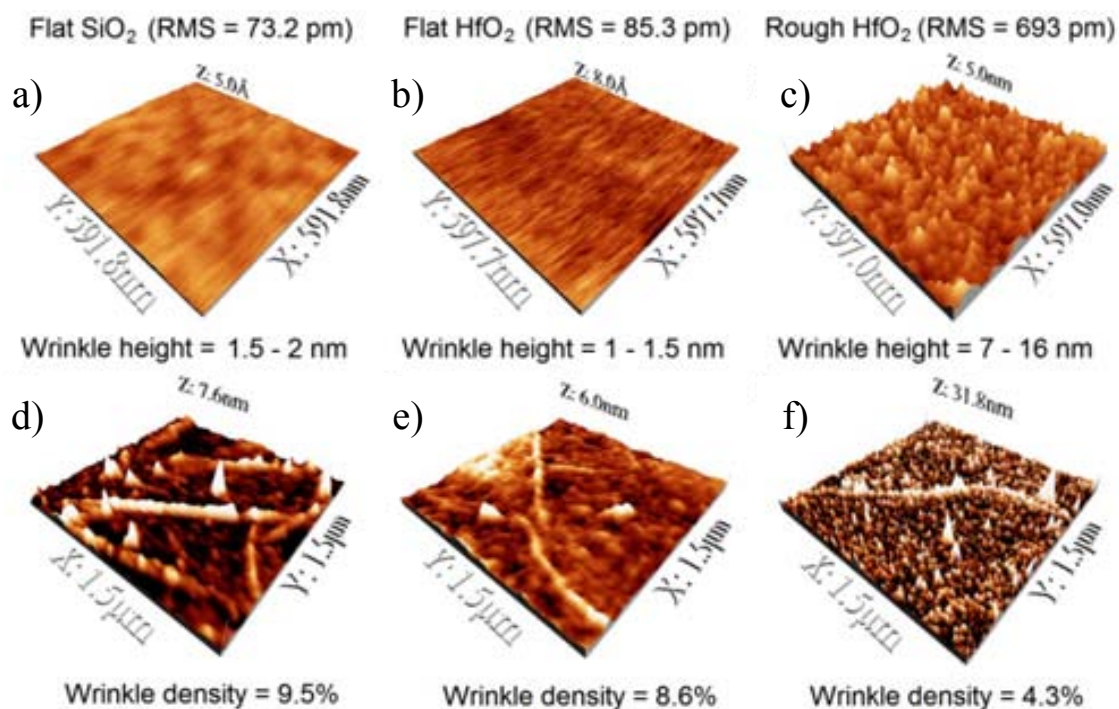 Flat SiO₂ (RMS = 73.2 pm) Flat HfO₂ (RMS = 85.3 pm) Rough HfO₂ (RMS = 693 pm)
a) Z: 5.0Å b) Z: 8.0Å c) Z: 5.0nm
Y: 591.8nm X: 591.8nm Y: 597.7nm X: 597.7nm Y: 597.0nm X: 597.0nm
Wrinkle height = 1.5 - 2 nm Wrinkle height = 1 - 1.5 nm Wrinkle height = 7 - 16 nm
d) Z: 7.6nm e) Z: 6.0nm f) Z: 31.8nm
X: 1.5µm Y: 1.5µm Y: 1.5µm X: 1.5µm X: 1.5µm Y: 1.5µm
Wrinkle density = 9.5% Wrinkle density = 8.6% Wrinkle density = 4.3%